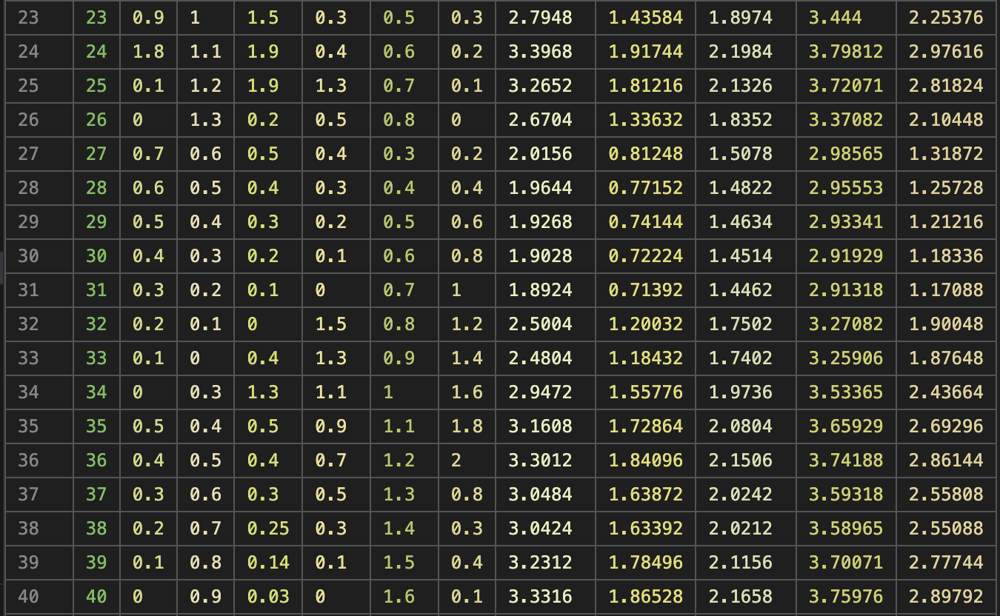 23 23 0.9 1 1.5 0.3 0.5 0.3 2.7948 1.43584 1.8974 3.444 2.25376
24 24 1.8 1.1 1.9 0.4 0.6 0.2 3.3968 1.91744 2.1984 3.79812 2.97616
25 25 0.1 1.2 1.9 1.3 0.7 0.1 3.2652 1.81216 2.1326 3.72071 2.81824
26 26 0 1.3 0.2 0.5 0.8 0 2.6704 1.33632 1.8352 3.37082 2.10448
27 27 0.7 0.6 0.5 0.4 0.3 0.2 2.0156 0.81248 1.5078 2.98565 1.31872
28 28 0.6 0.5 0.4 0.3 0.4 0.4 1.9644 0.77152 1.4822 2.95553 1.25728
29 29 0.5 0.4 0.3 0.2 0.5 0.6 1.9268 0.74144 1.4634 2.93341 1.21216
30 30 0.4 0.3 0.2 0.1 0.6 0.8 1.9028 0.72224 1.4514 2.91929 1.18336
31 31 0.3 0.2 0.1 0 0.7 1 1.8924 0.71392 1.4462 2.91318 1.17088
32 32 0.2 0.1 0 1.5 0.8 1.2 2.5004 1.20032 1.7502 3.27082 1.90048
33 33 0.1 0 0.4 1.3 0.9 1.4 2.4804 1.18432 1.7402 3.25906 1.87648
34 34 0 0.3 1.3 1.1 1 1.6 2.9472 1.55776 1.9736 3.53365 2.43664
35 35 0.5 0.4 0.5 0.9 1.1 1.8 3.1608 1.72864 2.0804 3.65929 2.69296
36 36 0.4 0.5 0.4 0.7 1.2 2 3.3012 1.84096 2.1506 3.74188 2.86144
37 37 0.3 0.6 0.3 0.5 1.3 0.8 3.0484 1.63872 2.0242 3.59318 2.55808
38 38 0.2 0.7 0.25 0.3 1.4 0.3 3.0424 1.63392 2.0212 3.58965 2.55088
39 39 0.1 0.8 0.14 0.1 1.5 0.4 3.2312 1.78496 2.1156 3.70071 2.77744
40 40 0 0.9 0.03 0 1.6 0.1 3.3316 1.86528 2.1658 3.75976 2.89792